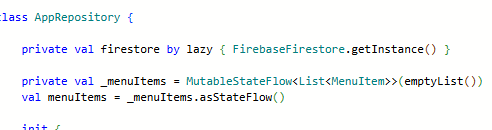 class AppRepository {
private val firestore by lazy { FirebaseFirestore.getInstance() }
private val _menuItems = MutableStateFlow<List<MenuItem>>(emptyList())
val menuItems = _menuItems.asStateFlow()
init {